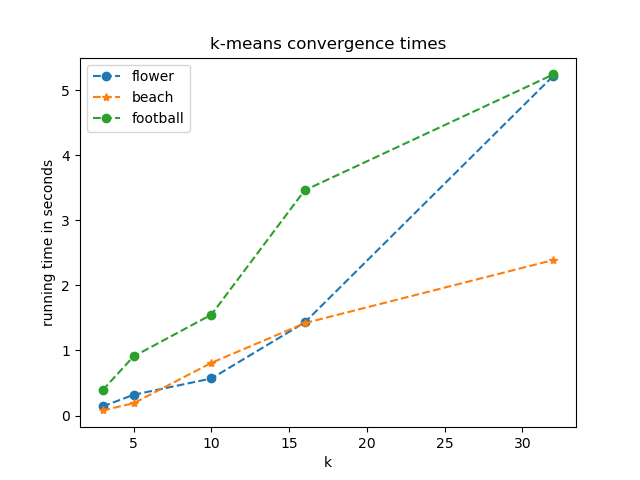 k-means convergence times
flower
beach
football
running time in seconds
5
4
3
2
1
0
5
10
15
20
25
30
k